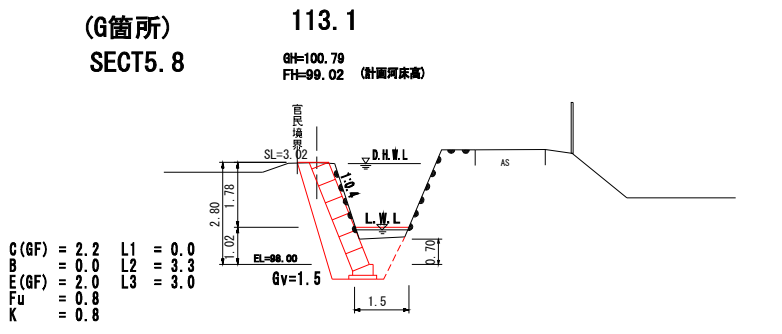 (G箇所)
SECT5.8
113.1
GH=100.79
FH=99.02 (計画河床高)
官民境界
SL=3.02
D.H.W.L
1:0.4
AS
1.78
2.80
L.W.L
1.02
0.70
EL=98.00
Gv=1.5
1.5
C(GF) = 2.2 L1 = 0.0
B = 0.0 L2 = 3.3
E(GF) = 2.0 L3 = 3.0
Fu = 0.8
K = 0.8